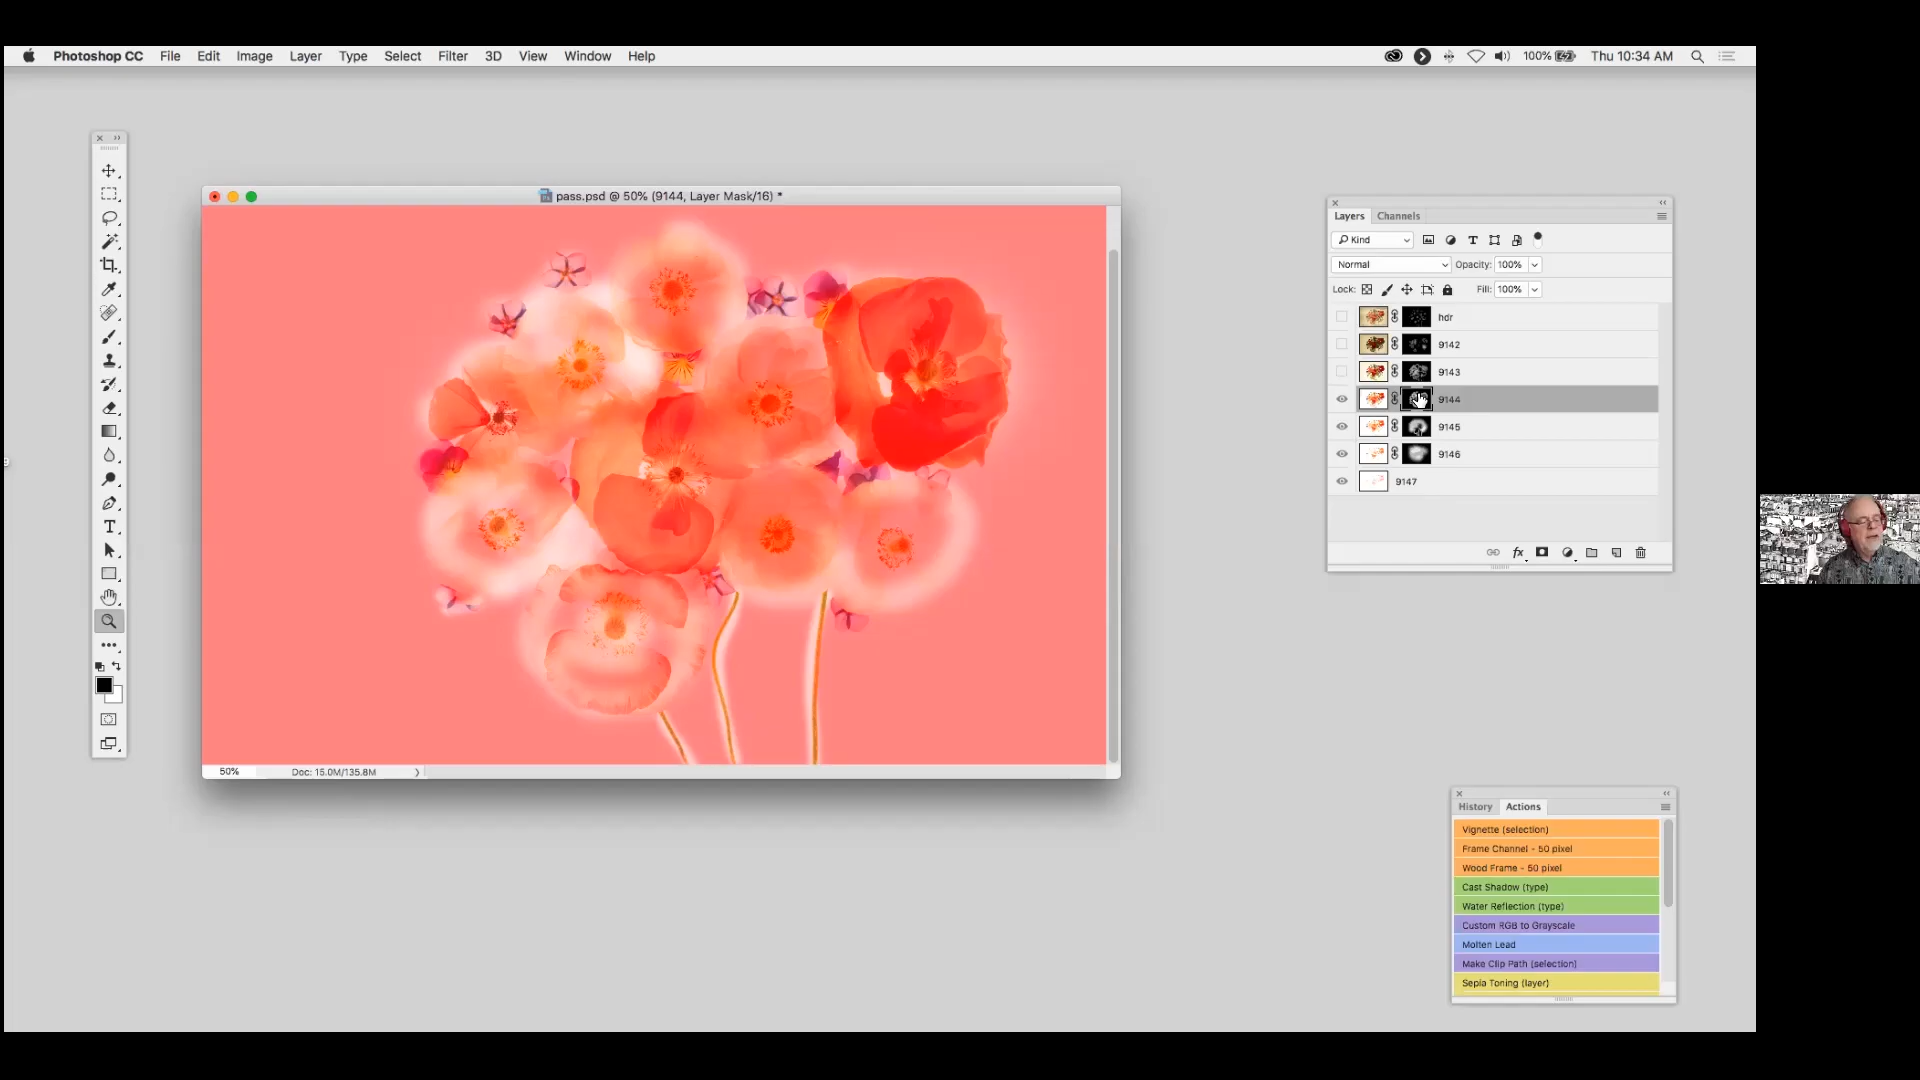 Photoshop CC File Edit Image Layer Type Select Filter 3D View Window Help 100% Thu 10:34 AM
pass.psd @ 50% (9144, Layer Mask/16) *
50% Doc: 15.0M/135.8M
Layers Channels
Kind
Normal Opacity: 100%
Lock: Fill: 100%
hdr
9142
9143
9144
9145
9146
9147
fx
History Actions
Vignette (selection)
Frame Channel - 50 pixel
Wood Frame - 50 pixel
Cast Shadow (type)
Water Reflection (type)
Custom RGB to Grayscale
Molten Lead
Make Clip Path (selection)
Sepia Toning (layer)